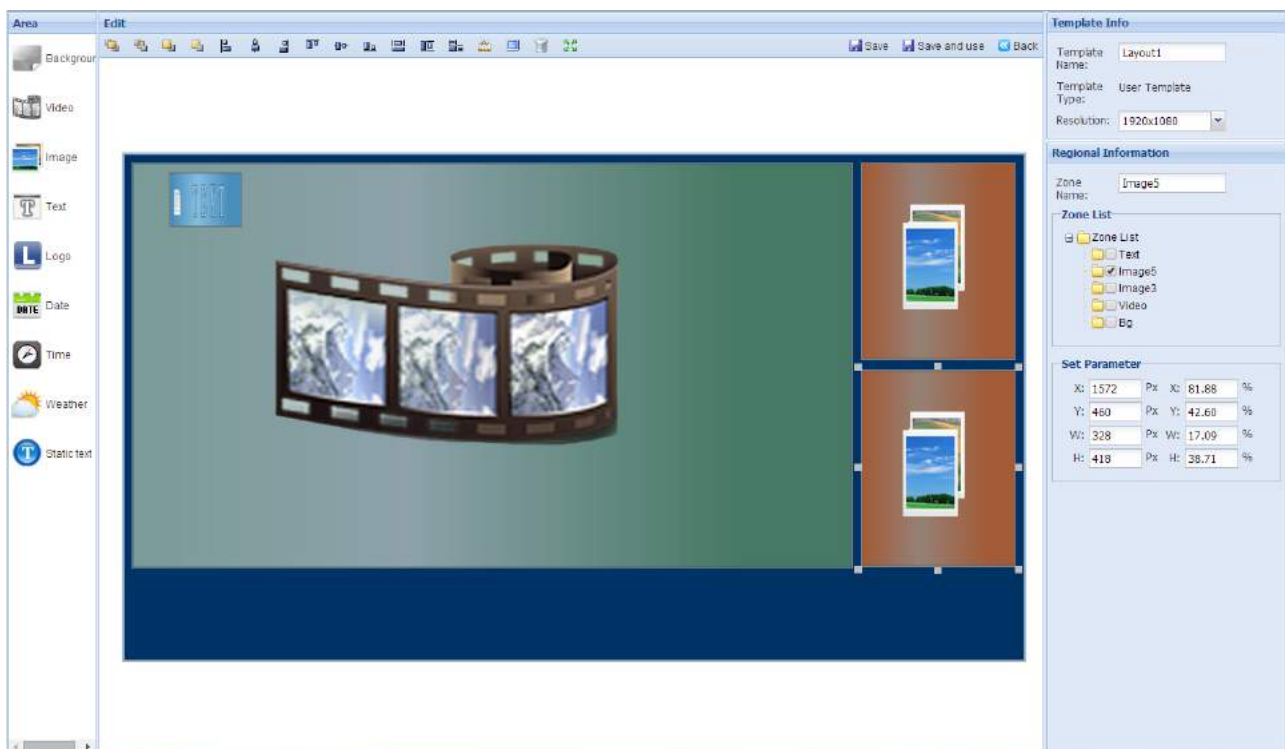 Area
Edit
Template Info
Save
Save and use
Back
Backgrour
Video
Image
Text
Logo
DATE
Date
Time
Weather
Static text
TEXT
Template Name:
Layout1
Template Type:
User Template
Resolution:
1920x1080
Regional Information
Zone Name:
Image5
Zone List
Zone List
Text
Image5
Image3
Video
Bg
Set Parameter
X: 1572 Px X: 81.88 %
Y: 460 Px Y: 42.60 %
W: 328 Px W: 17.09 %
H: 418 Px H: 38.71 %